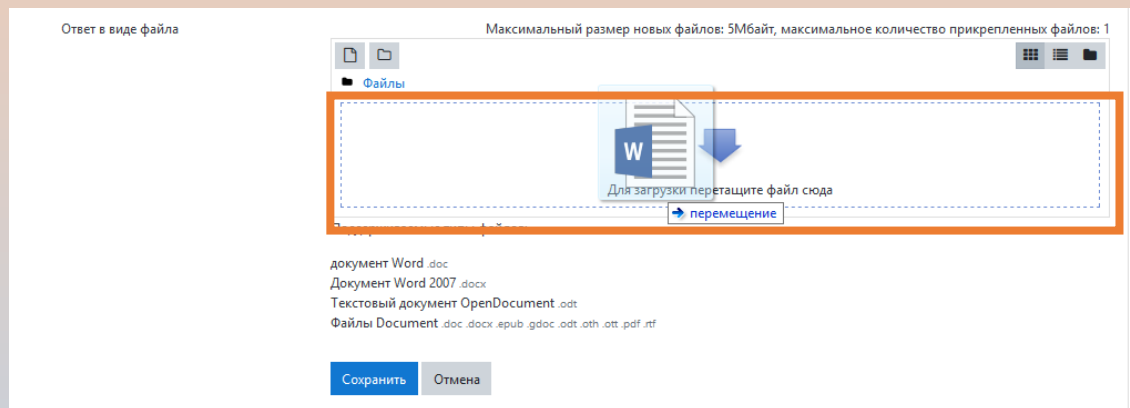 Ответ в виде файла
Максимальный размер новых файлов: 5Мбайт, максимальное количество прикрепленных файлов: 1
Файлы
W
Для загрузки перетащите файл сюда
перемещение
документ Word .doc
Документ Word 2007 .docx
Текстовый документ OpenDocument .odt
Файлы Document .doc .docx .epub .gdoc .odt .oth .ott .pdf .rtf
Сохранить Отмена